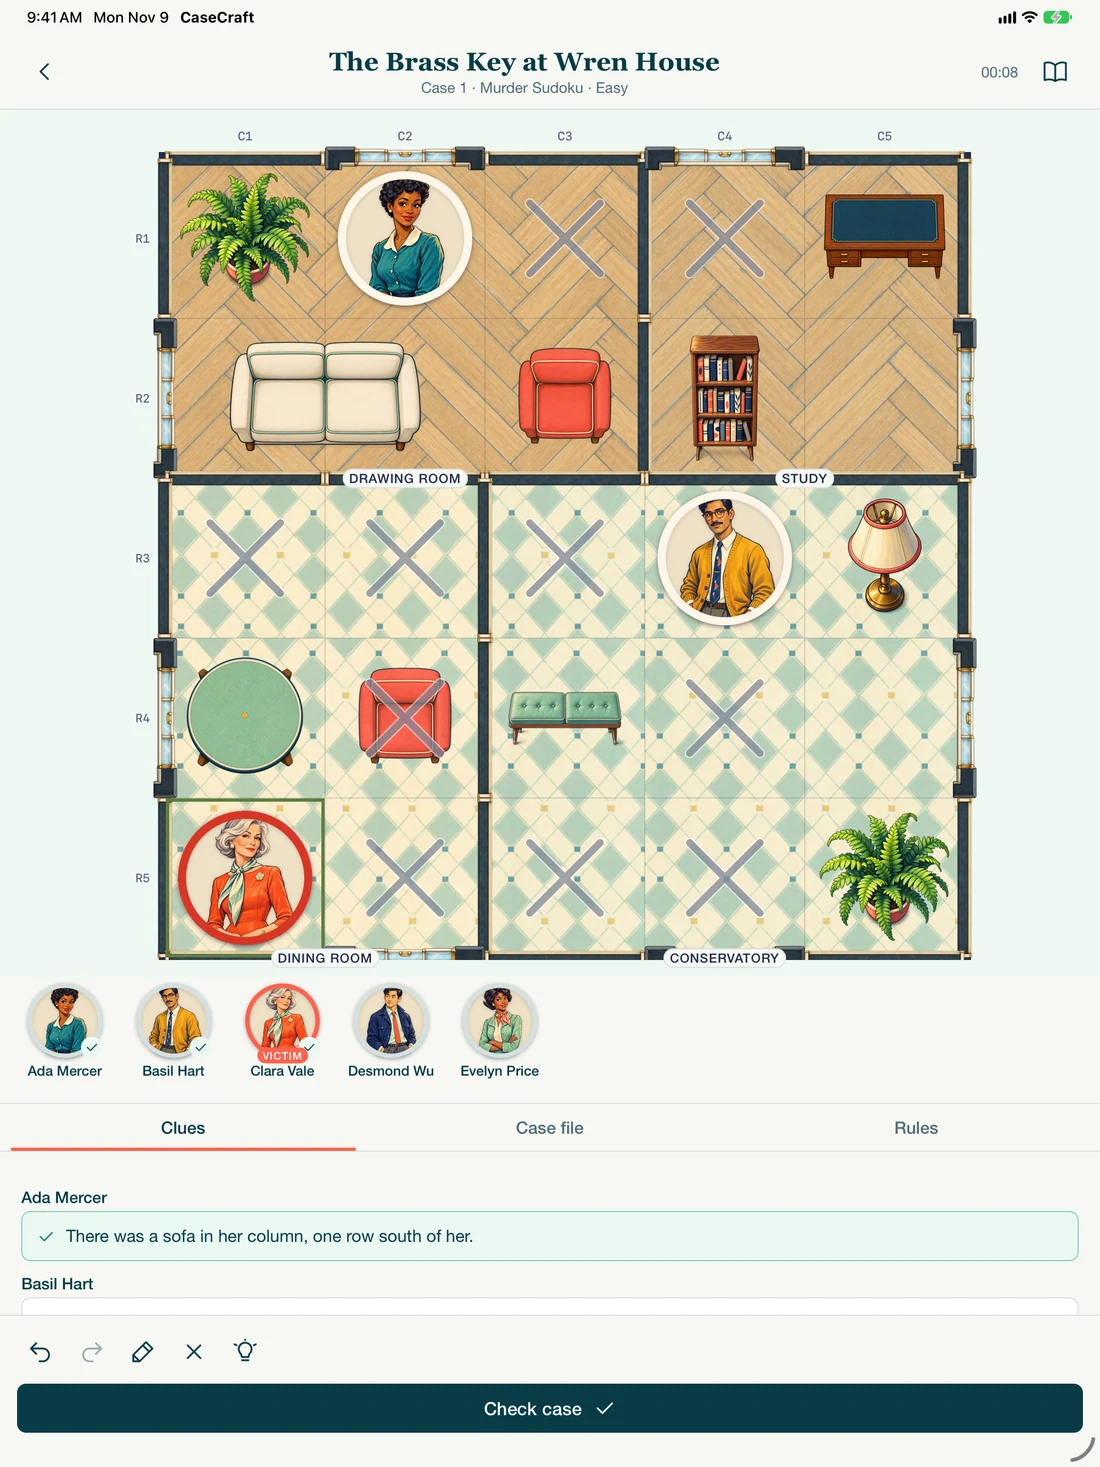 9:41 AM Mon Nov 9 CaseCraft
The Brass Key at Wren House
Case 1 · Murder Sudoku · Easy
00:08
C1 C2 C3 C4 C5
R1
R2
DRAWING ROOM STUDY
R3
R4
R5
DINING ROOM CONSERVATORY
VICTIM
Ada Mercer Basil Hart Clara Vale Desmond Wu Evelyn Price
Clues Case file Rules
Ada Mercer
There was a sofa in her column, one row south of her.
Basil Hart
Check case